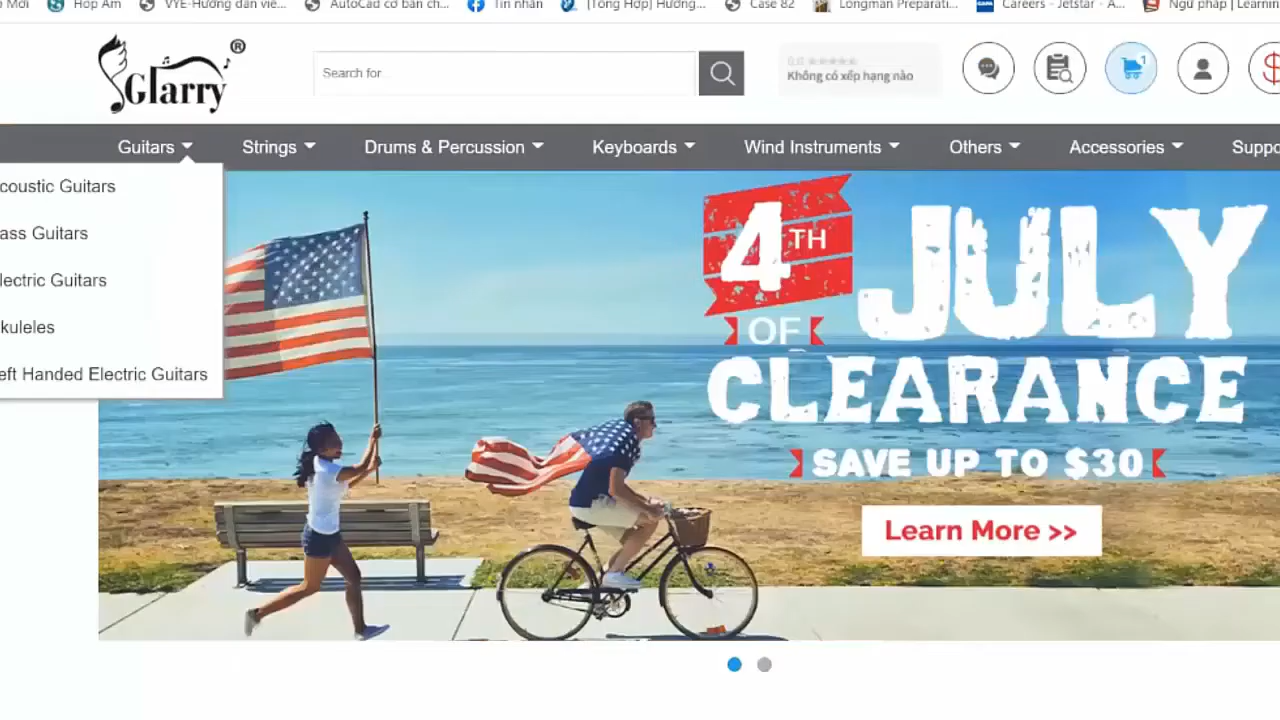 Mới
Hợp Âm
VYE-Hướng dẫn viê...
AutoCad cơ bản ch...
Tin nhắn
[Tổng Hợp] Hướng...
Case 82
Longman Preparati...
Careers - Jetstar - A...
Ngữ pháp | Learnin
Glarry ®
Search for
0.0 ★★★★★
Không có xếp hạng nào
1
Guitars
Strings
Drums & Percussion
Keyboards
Wind Instruments
Others
Accessories
Suppo
coustic Guitars
ass Guitars
lectric Guitars
kuleles
eft Handed Electric Guitars
4TH
OF
JULY
CLEARANCE
SAVE UP TO $30
Learn More >>